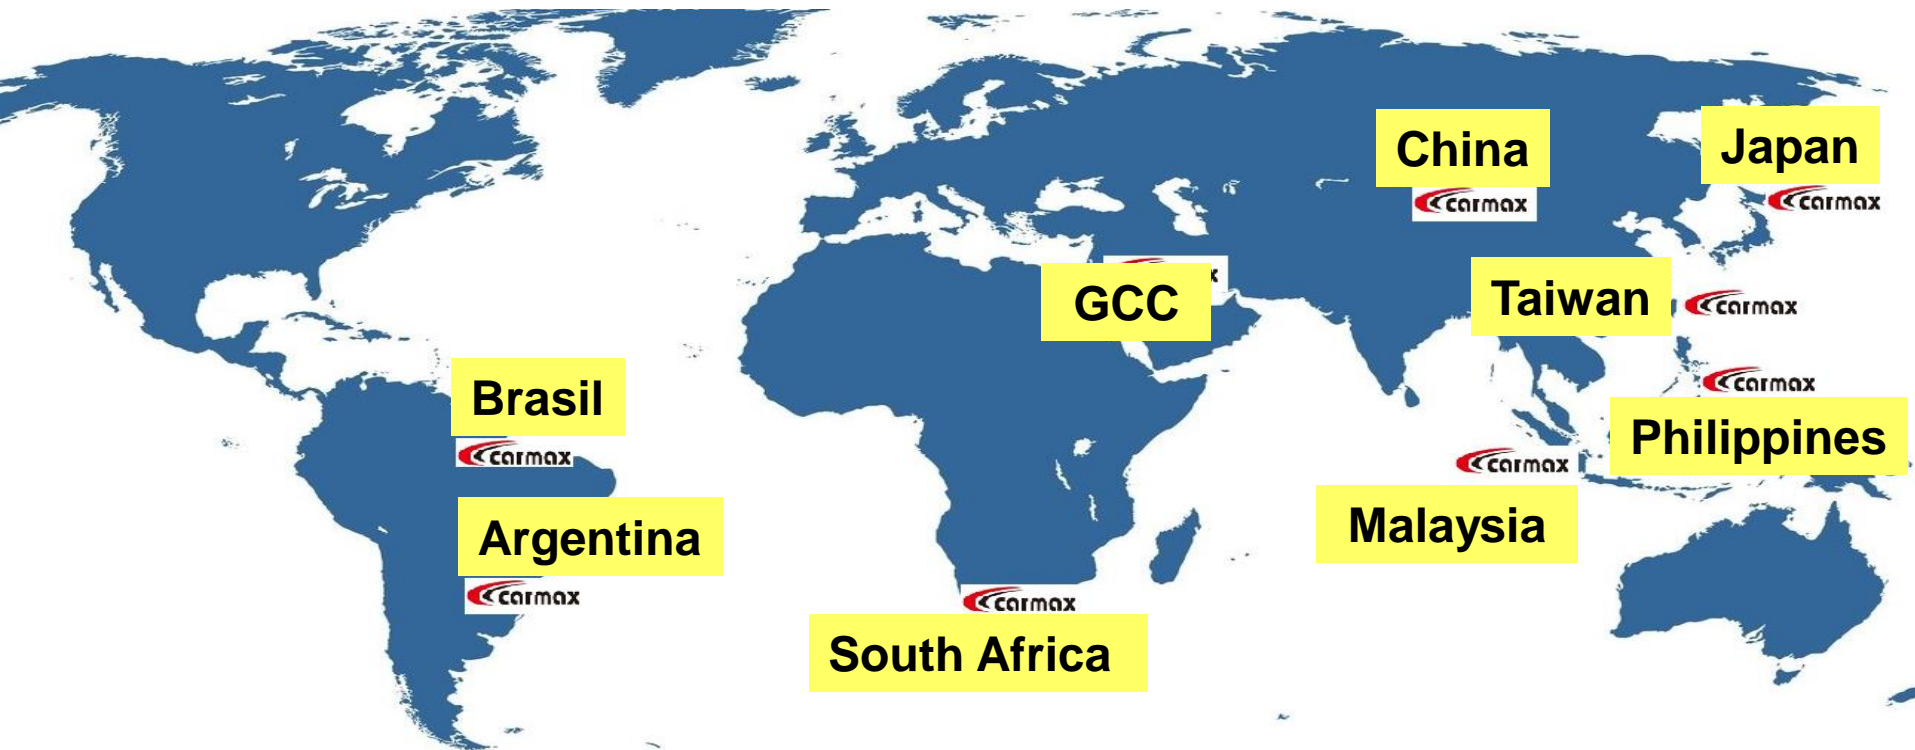 China
Japan
carmax
carmax
GCC
Taiwan
carmax
Brasil
carmax
Philippines
carmax
carmax
Malaysia
Argentina
carmax
carmax
South Africa